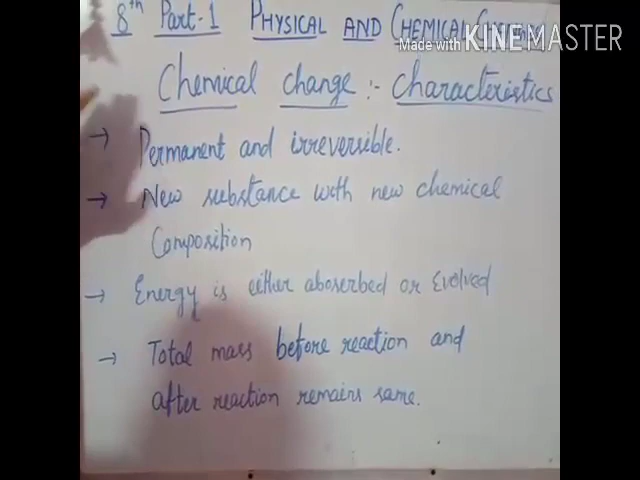 8th Part-1 PHYSICAL AND CHEMICAL
Made with KINEMASTER
Chemical change :- Characteristics
→ Permanent and irreversible.
→ New substance with new chemical
Composition
→ Energy is either aboserbed or Evolved
→ Total mass before reaction and
after reaction remains same.